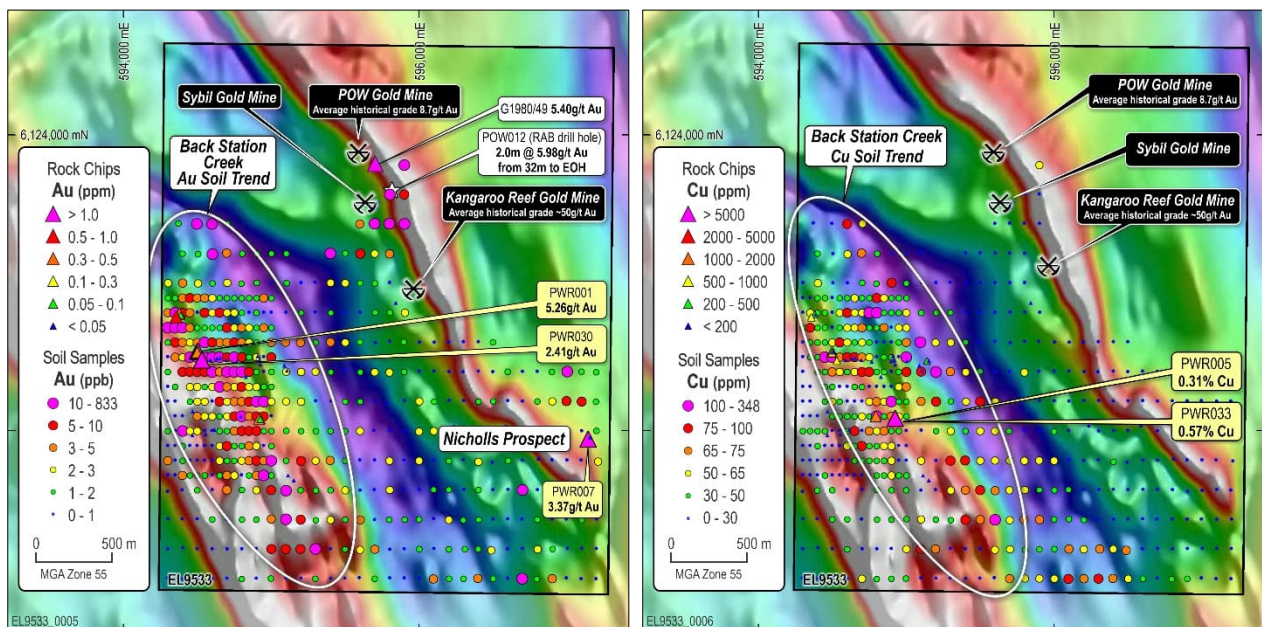 594,000 mE
596,000 mE
6,124,000 mN
Sybil Gold Mine
POW Gold Mine
Average historical grade 8.7g/t Au
G1980/49 5.40g/t Au
POW012 (RAB drill hole)
2.0m @ 5.98g/t Au
from 32m to EOH
Back Station
Creek
Au Soil Trend
Kangaroo Reef Gold Mine
Average historical grade ~50g/t Au
Rock Chips
Au (ppm)
> 1.0
0.5 - 1.0
0.3 - 0.5
0.1 - 0.3
0.05 - 0.1
< 0.05
Soil Samples
Au (ppb)
10 - 833
5 - 10
3 - 5
2 - 3
1 - 2
0 - 1
0 500 m
MGA Zone 55
PWR001
5.26g/t Au
PWR030
2.41g/t Au
Nicholls Prospect
PWR007
3.37g/t Au
EL9533
EL9533_0005
594,000 mE
596,000 mE
6,124,000 mN
POW Gold Mine
Average historical grade 8.7g/t Au
Back Station Creek
Cu Soil Trend
Sybil Gold Mine
Kangaroo Reef Gold Mine
Average historical grade ~50g/t Au
Rock Chips
Cu (ppm)
> 5000
2000 - 5000
1000 - 2000
500 - 1000
200 - 500
< 200
Soil Samples
Cu (ppm)
100 - 348
75 - 100
65 - 75
50 - 65
30 - 50
0 - 30
0 500 m
MGA Zone 55
PWR005
0.31% Cu
PWR033
0.57% Cu
EL9533
EL9533_0006